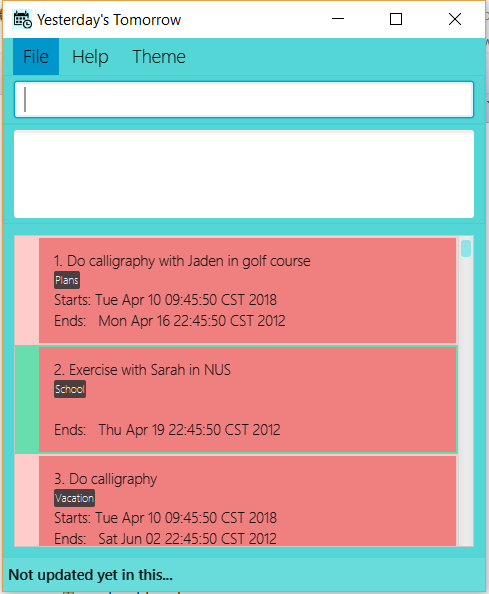 Yesterday's Tomorrow
File Help Theme
1. Do calligraphy with Jaden in golf course
Plans
Starts: Tue Apr 10 09:45:50 CST 2018
Ends: Mon Apr 16 22:45:50 CST 2012
2. Exercise with Sarah in NUS
School
Ends: Thu Apr 19 22:45:50 CST 2012
3. Do calligraphy
Vacation
Starts: Tue Apr 10 09:45:50 CST 2018
Ends: Sat Jun 02 22:45:50 CST 2012
Not updated yet in this...